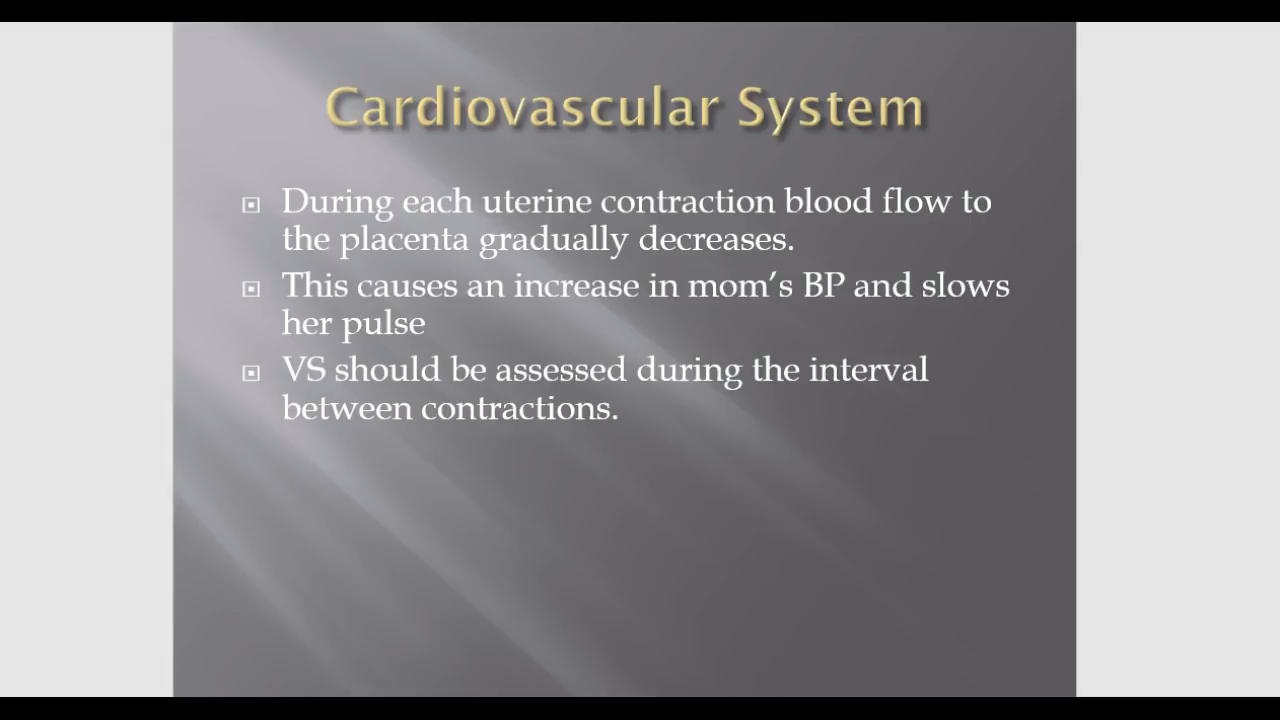 Cardiovascular System
During each uterine contraction blood flow to
the placenta gradually decreases.
This causes an increase in mom’s BP and slows
her pulse
VS should be assessed during the interval
between contractions.